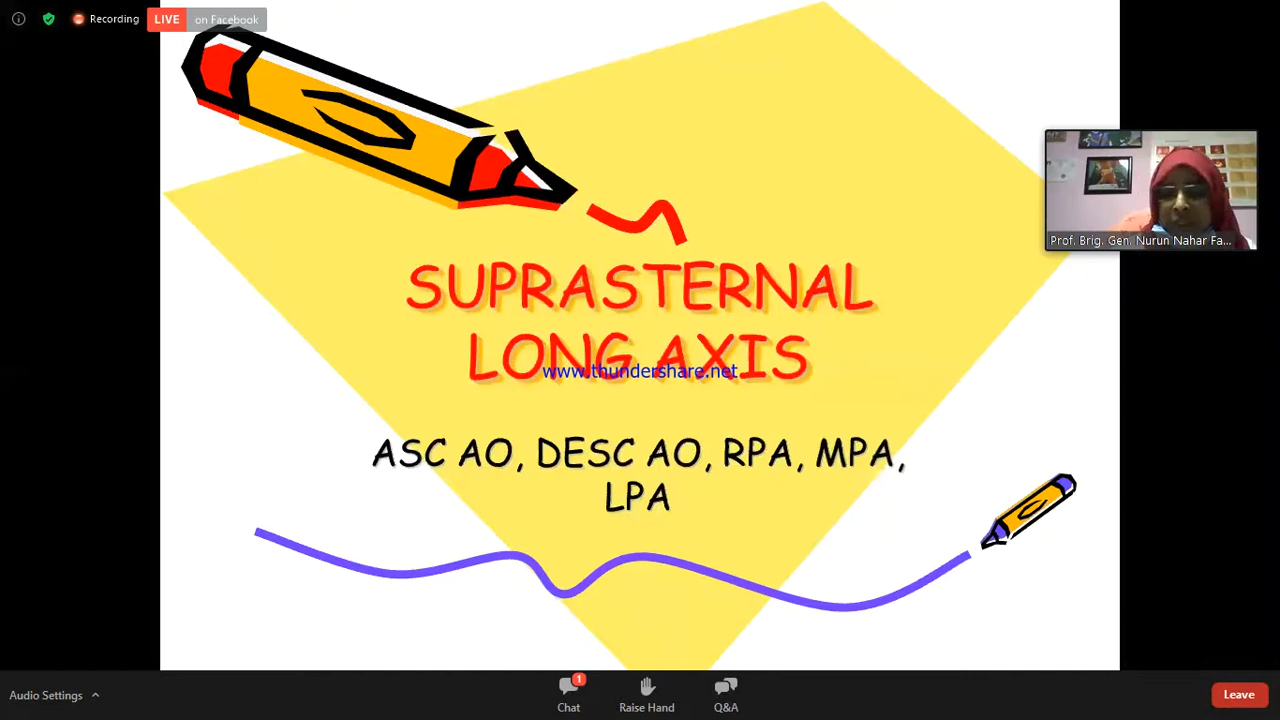 Recording
LIVE
on Facebook
Prof. Brig. Gen. Nurun Nahar Fa...
SUPRASTERNAL
LONG AXIS
www.thundershare.net
ASC AO, DESC AO, RPA, MPA,
LPA
Audio Settings
1
Chat
Raise Hand
Q&A
Leave